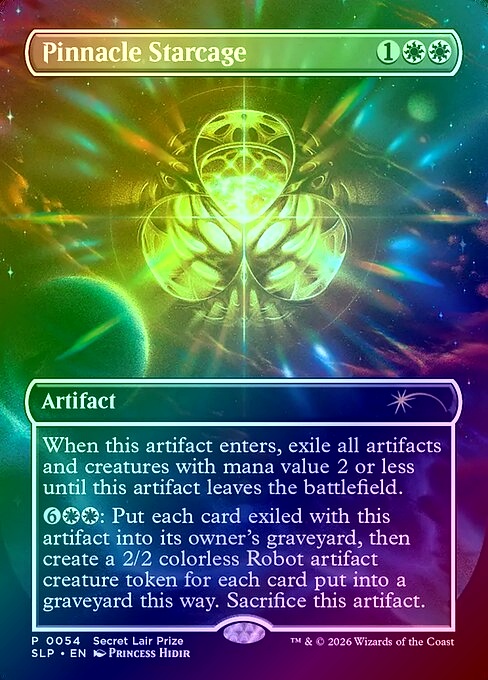 Pinnacle Starcage 1
Artifact
When this artifact enters, exile all artifacts
and creatures with mana value 2 or less
until this artifact leaves the battlefield.
6: Put each card exiled with this
artifact into its owner's graveyard, then
create a 2/2 colorless Robot artifact
creature token for each card put into a
graveyard this way. Sacrifice this artifact.
P 0054 Secret Lair Prize
SLP • EN Princess Hidir
™ & © 2026 Wizards of the Coast